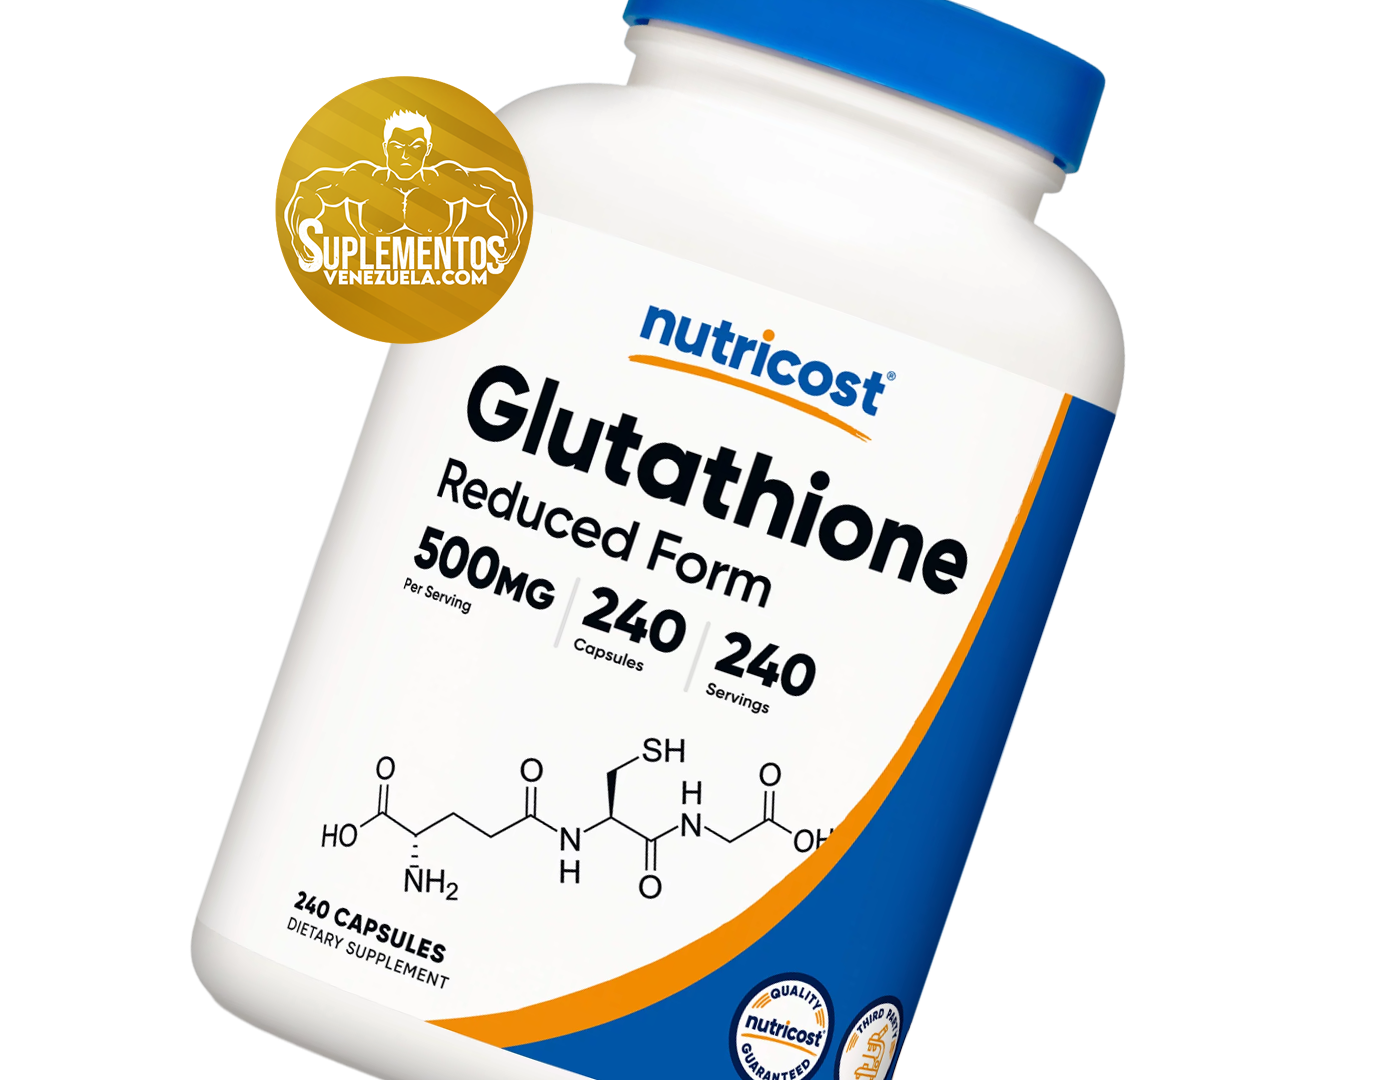 SUPLEMENTOS
VENEZUELA.COM
nutricost®
Glutathione
Reduced Form
500MG
Per Serving
240
Capsules
240
Servings
O
HO
NH2
O
N
H
SH
O
H
N
O
OH
240 CAPSULES
DIETARY SUPPLEMENT
QUALITY
nutricost®
GUARANTEED
THIRD PARTY